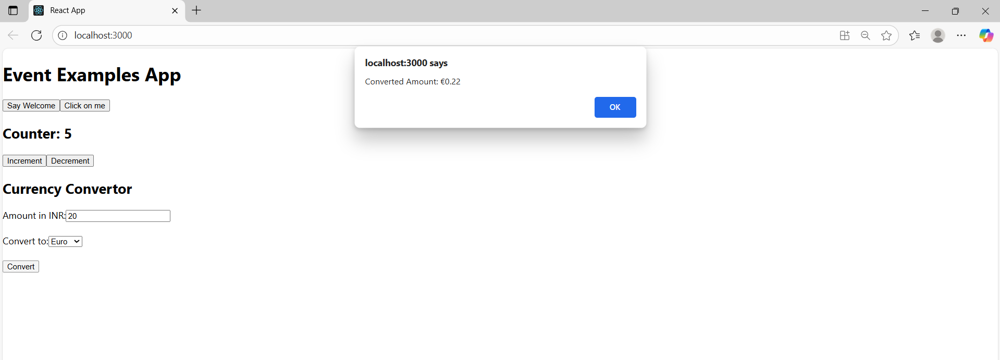 React App
localhost:3000
localhost:3000 says
Converted Amount: €0.22
OK
Event Examples App
Say Welcome Click on me
Counter: 5
Increment Decrement
Currency Convertor
Amount in INR: 20
Convert to: Euro
Convert